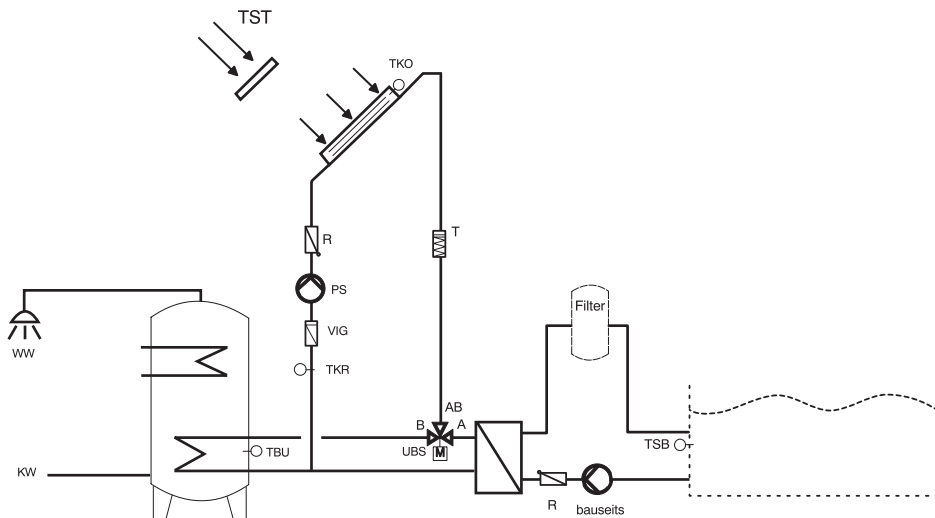 TST
TKO
R
T
PS
Filter
VIG
WW
TKR
AB
B
A
TSB
UBS
M
TBU
KW
R
bauseits